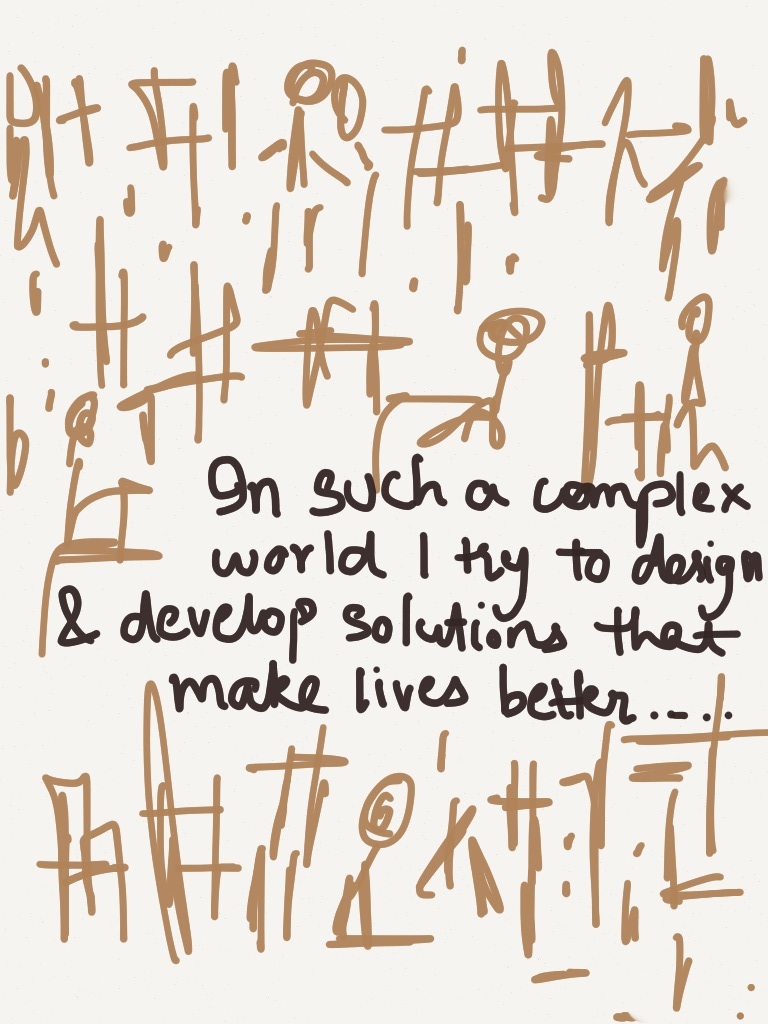 In such a complex
world I try to design
& develop solutions that
make lives better.....